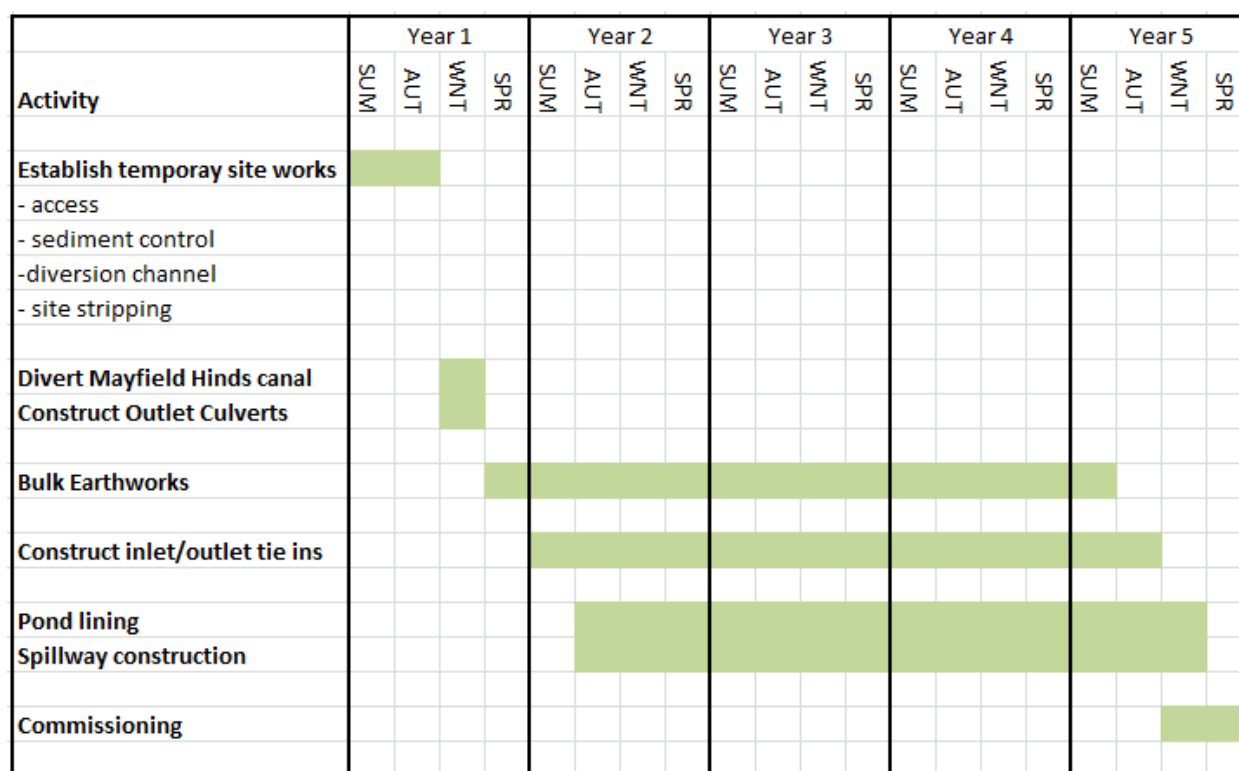 Year 1 Year 2 Year 3 Year 4 Year 5
Activity SUM AUT WNT SPR SUM AUT WNT SPR SUM AUT WNT SPR SUM AUT WNT SPR SUM AUT WNT SPR
Establish temporay site works
- access
- sediment control
-diversion channel
- site stripping
Divert Mayfield Hinds canal
Construct Outlet Culverts
Bulk Earthworks
Construct inlet/outlet tie ins
Pond lining
Spillway construction
Commissioning